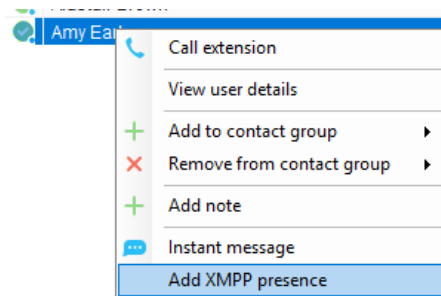 Amy Ear
Call extension
View user details
Add to contact group
Remove from contact group
Add note
Instant message
Add XMPP presence